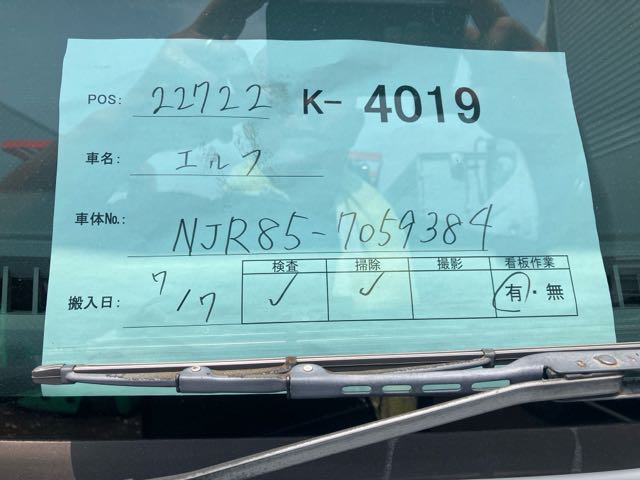 POS: 22722 K- 4019
車名: エルフ
車体No.: NJR85-7059384
搬入日: 7/7
検査 掃除 撮影 看板作業
✓ ✓ 有・無